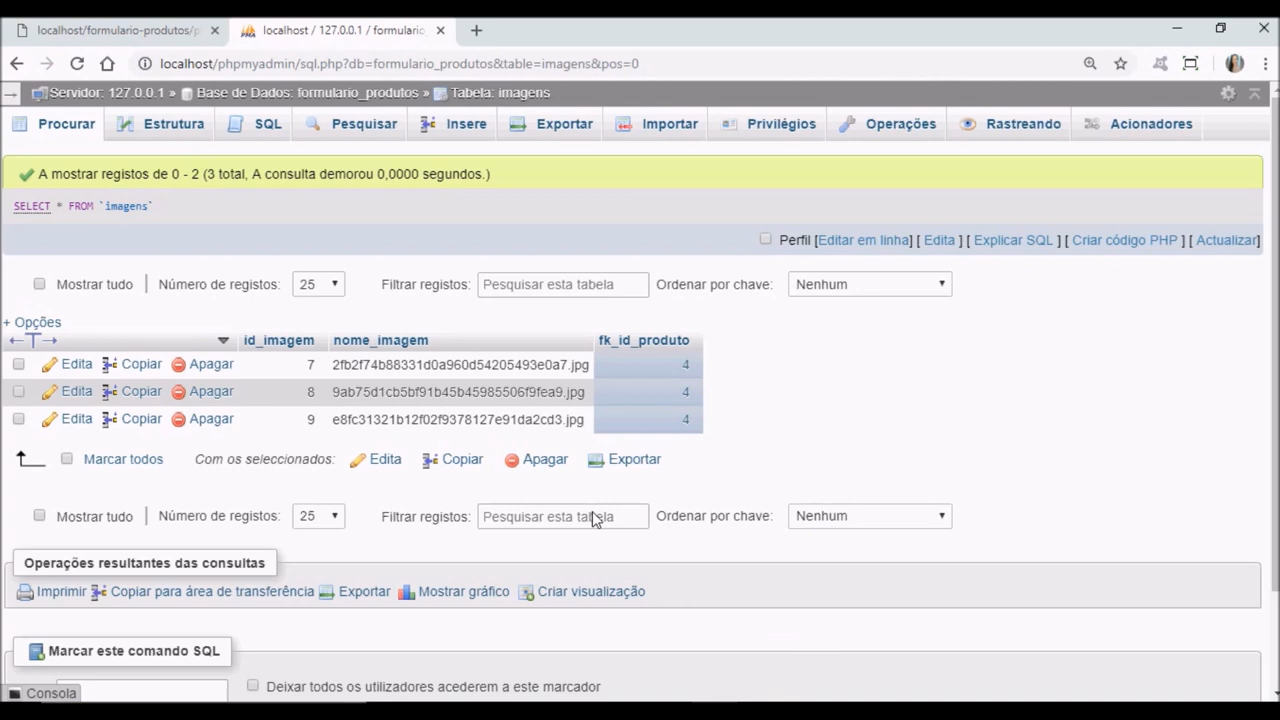 localhost/formulario-produtos/p
localhost / 127.0.0.1 / formulario
localhost/phpmyadmin/sql.php?db=formulario_produtos&table=imagens&pos=0
Servidor: 127.0.0.1 » Base de Dados: formulario_produtos » Tabela: imagens
Procurar Estrutura SQL Pesquisar Insere Exportar Importar Privilégios Operações Rastreando Acionadores
A mostrar registos de 0 - 2 (3 total, A consulta demorou 0,0000 segundos.)
SELECT * FROM `imagens`
Perfil [Editar em linha] [ Edita ] [ Explicar SQL ] [ Criar código PHP ] [ Actualizar]
Mostrar tudo Número de registos: 25 Filtrar registos: Pesquisar esta tabela Ordenar por chave: Nenhum
+ Opções
←T→ id_imagem nome_imagem fk_id_produto
Edita Copiar Apagar 7 2fb2f74b88331d0a960d54205493e0a7.jpg 4
Edita Copiar Apagar 8 9ab75d1cb5bf91b45b45985506f9fea9.jpg 4
Edita Copiar Apagar 9 e8fc31321b12f02f9378127e91da2cd3.jpg 4
Marcar todos Com os seleccionados: Edita Copiar Apagar Exportar
Mostrar tudo Número de registos: 25 Filtrar registos: Pesquisar esta tabela Ordenar por chave: Nenhum
Operações resultantes das consultas
Imprimir Copiar para área de transferência Exportar Mostrar gráfico Criar visualização
Marcar este comando SQL
Deixar todos os utilizadores acederem a este marcador
Consola